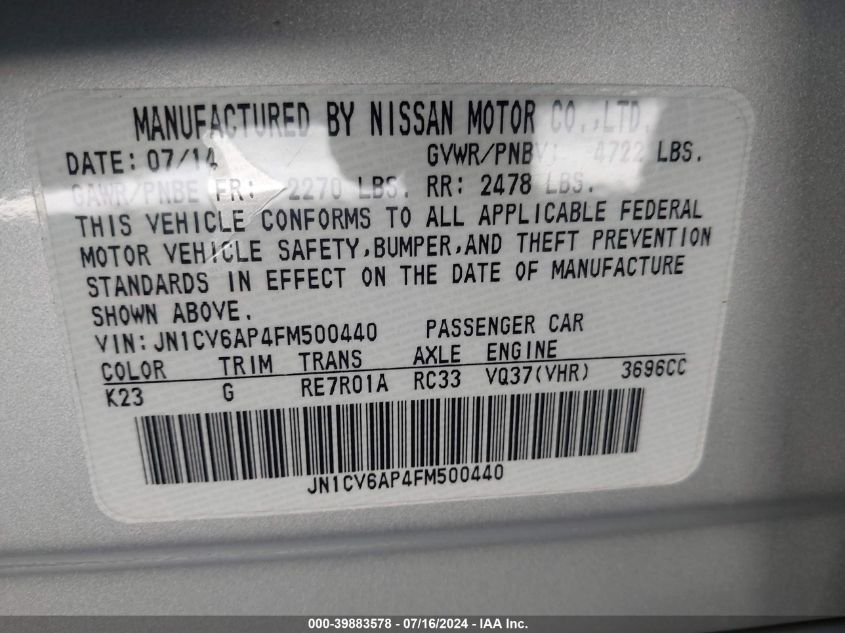 MANUFACTURED BY NISSAN MOTOR CO.,LTD.
DATE: 07/14 GVWR/PNBV: 4722 LBS.
GAWR/PNBE FR: 2270 LBS. RR: 2478 LBS.
THIS VEHICLE CONFORMS TO ALL APPLICABLE FEDERAL
MOTOR VEHICLE SAFETY,BUMPER,AND THEFT PREVENTION
STANDARDS IN EFFECT ON THE DATE OF MANUFACTURE
SHOWN ABOVE.
VIN:JN1CV6AP4FM500440 PASSENGER CAR
COLOR TRIM TRANS AXLE ENGINE
K23 G RE7R01A RC33 VQ37(VHR) 3696CC
JN1CV6AP4FM500440
000-39883578 - 07/16/2024 - Copyright © 2024 IAA, Inc.